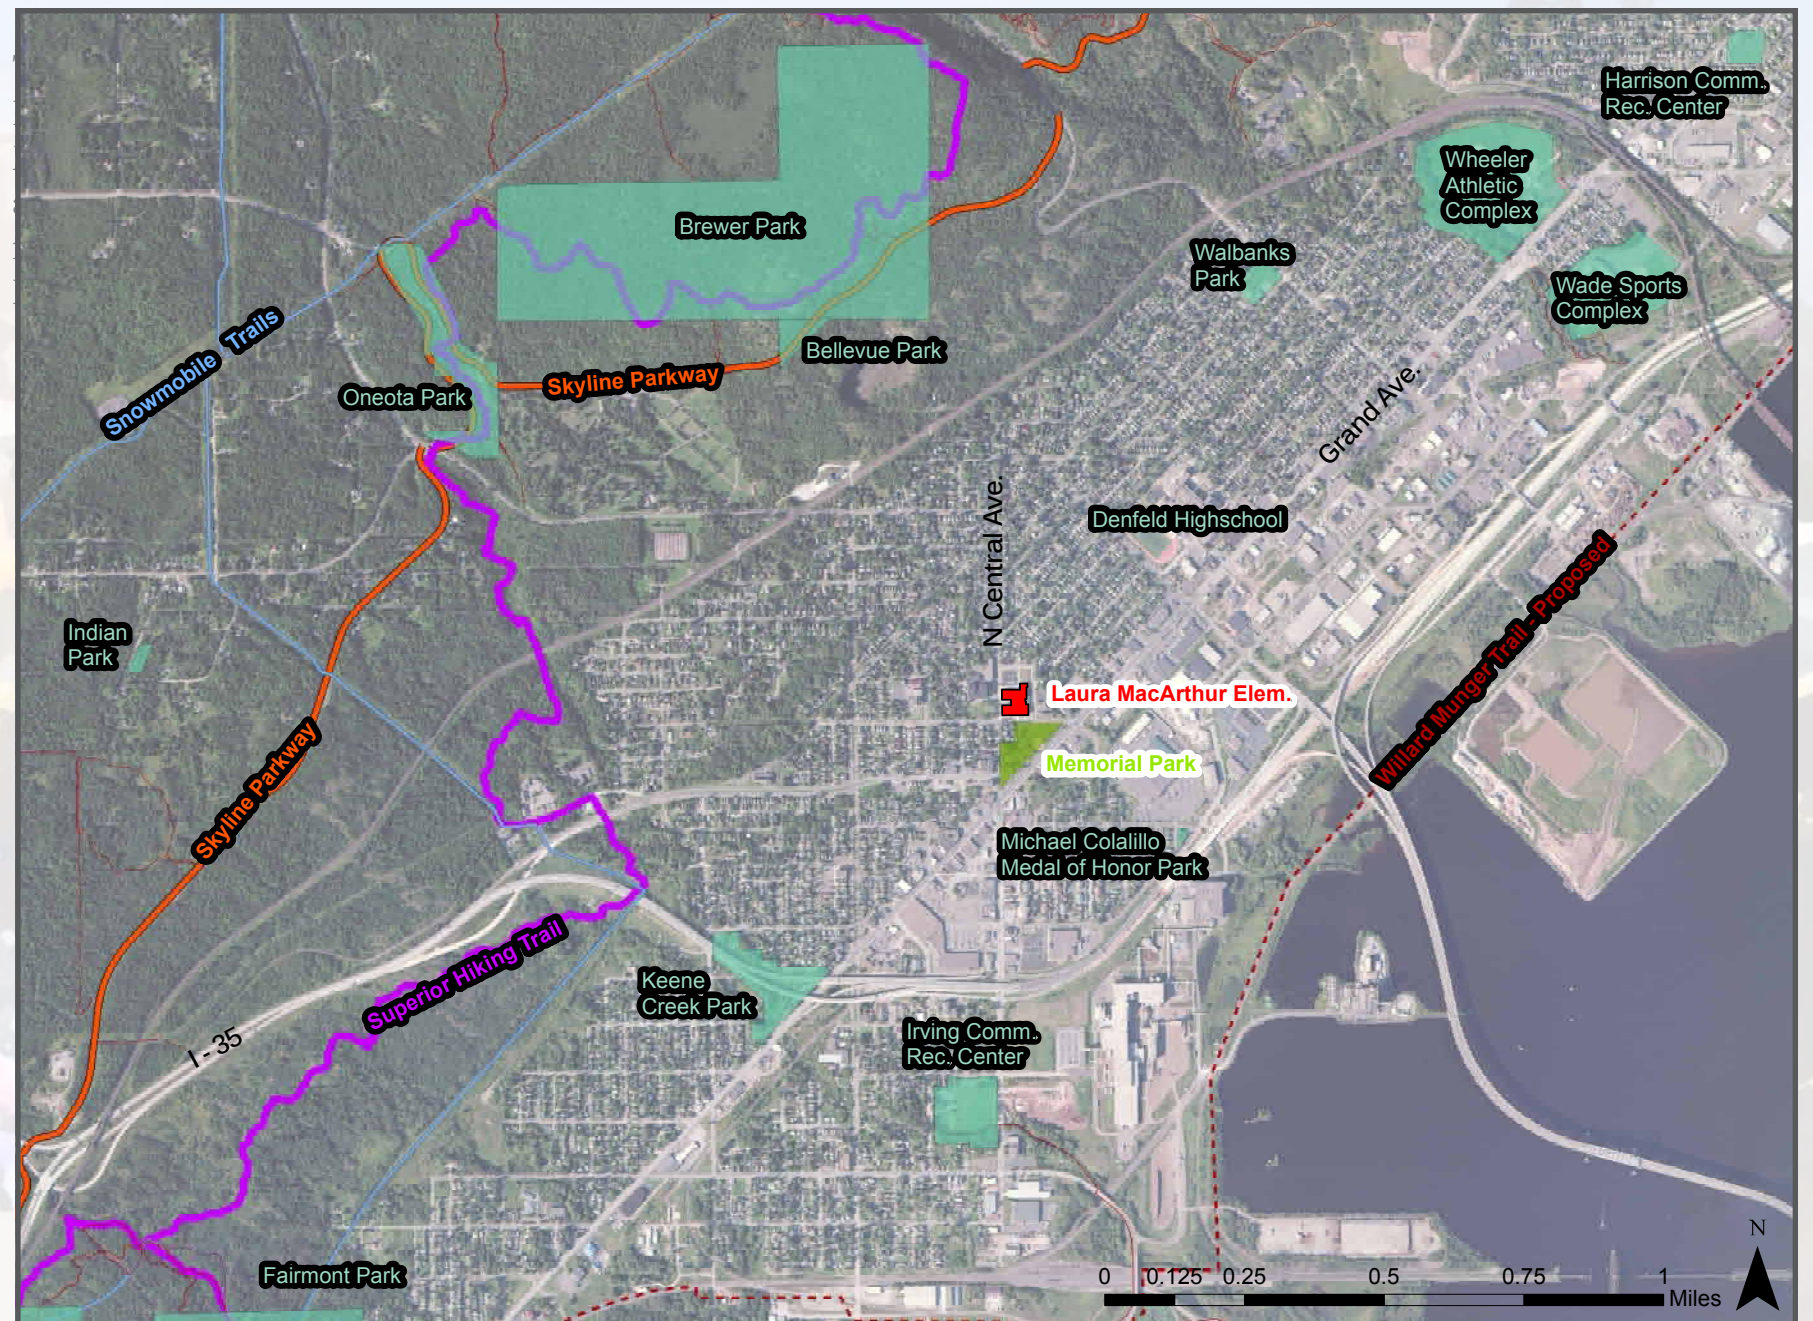 Harrison Comm.
Rec. Center
Wheeler
Athletic
Complex
Brewer Park
Walbanks
Park
Wade Sports
Complex
Snowmobile Trails
Bellevue Park
Skyline Parkway
Oneota Park
Grand Ave.
N Central Ave.
Denfeld Highschool
Willard Munger Trail - Proposed
Indian
Park
Laura MacArthur Elem.
Memorial Park
Skyline Parkway
Michael Colalillo
Medal of Honor Park
Superior Hiking Trail
Keene
Creek Park
I - 35
Irving Comm.
Rec. Center
Fairmont Park
N
0 0.125 0.25 0.5 0.75 1
Miles